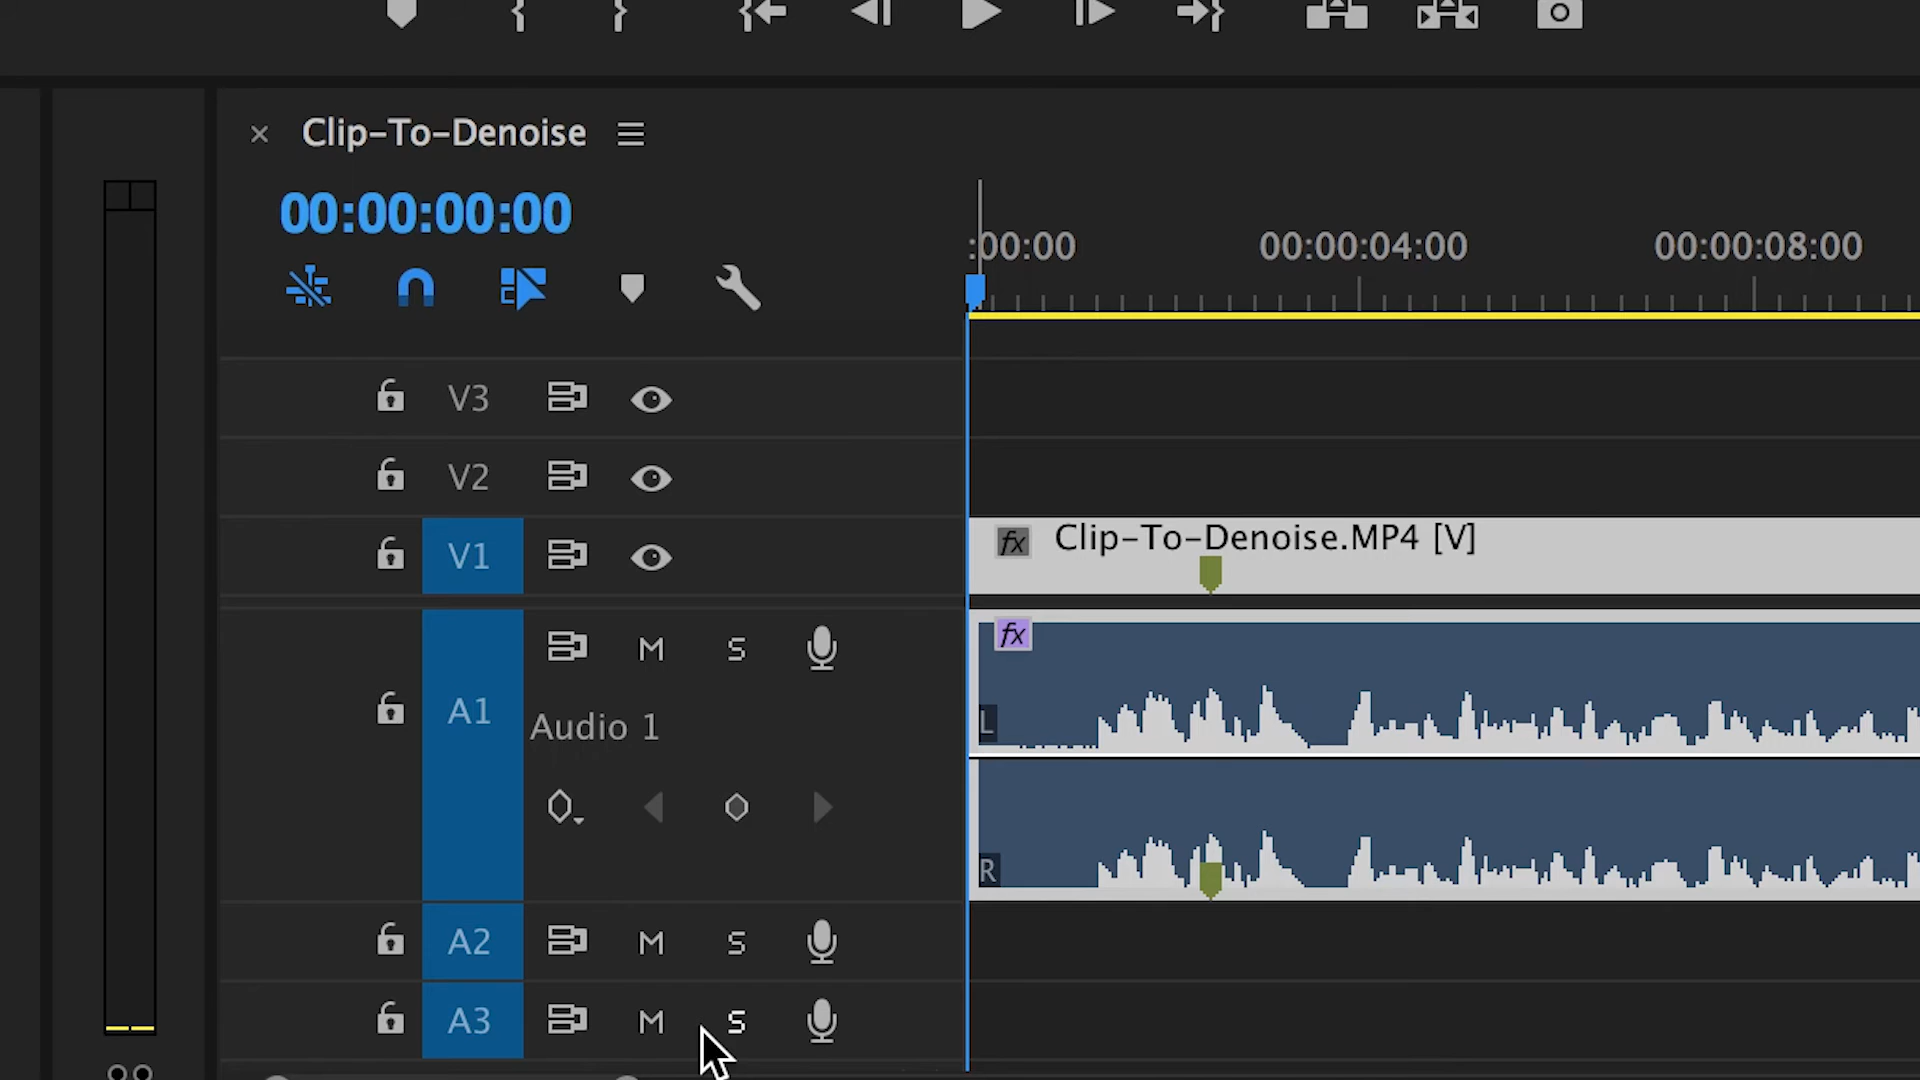 Clip-To-Denoise
00:00:00:00
:00:00 00:00:04:00 00:00:08:00
V3
V2
V1
fx Clip-To-Denoise.MP4 [V]
fx
M S
L
A1
Audio 1
R
A2 M S
A3 M S